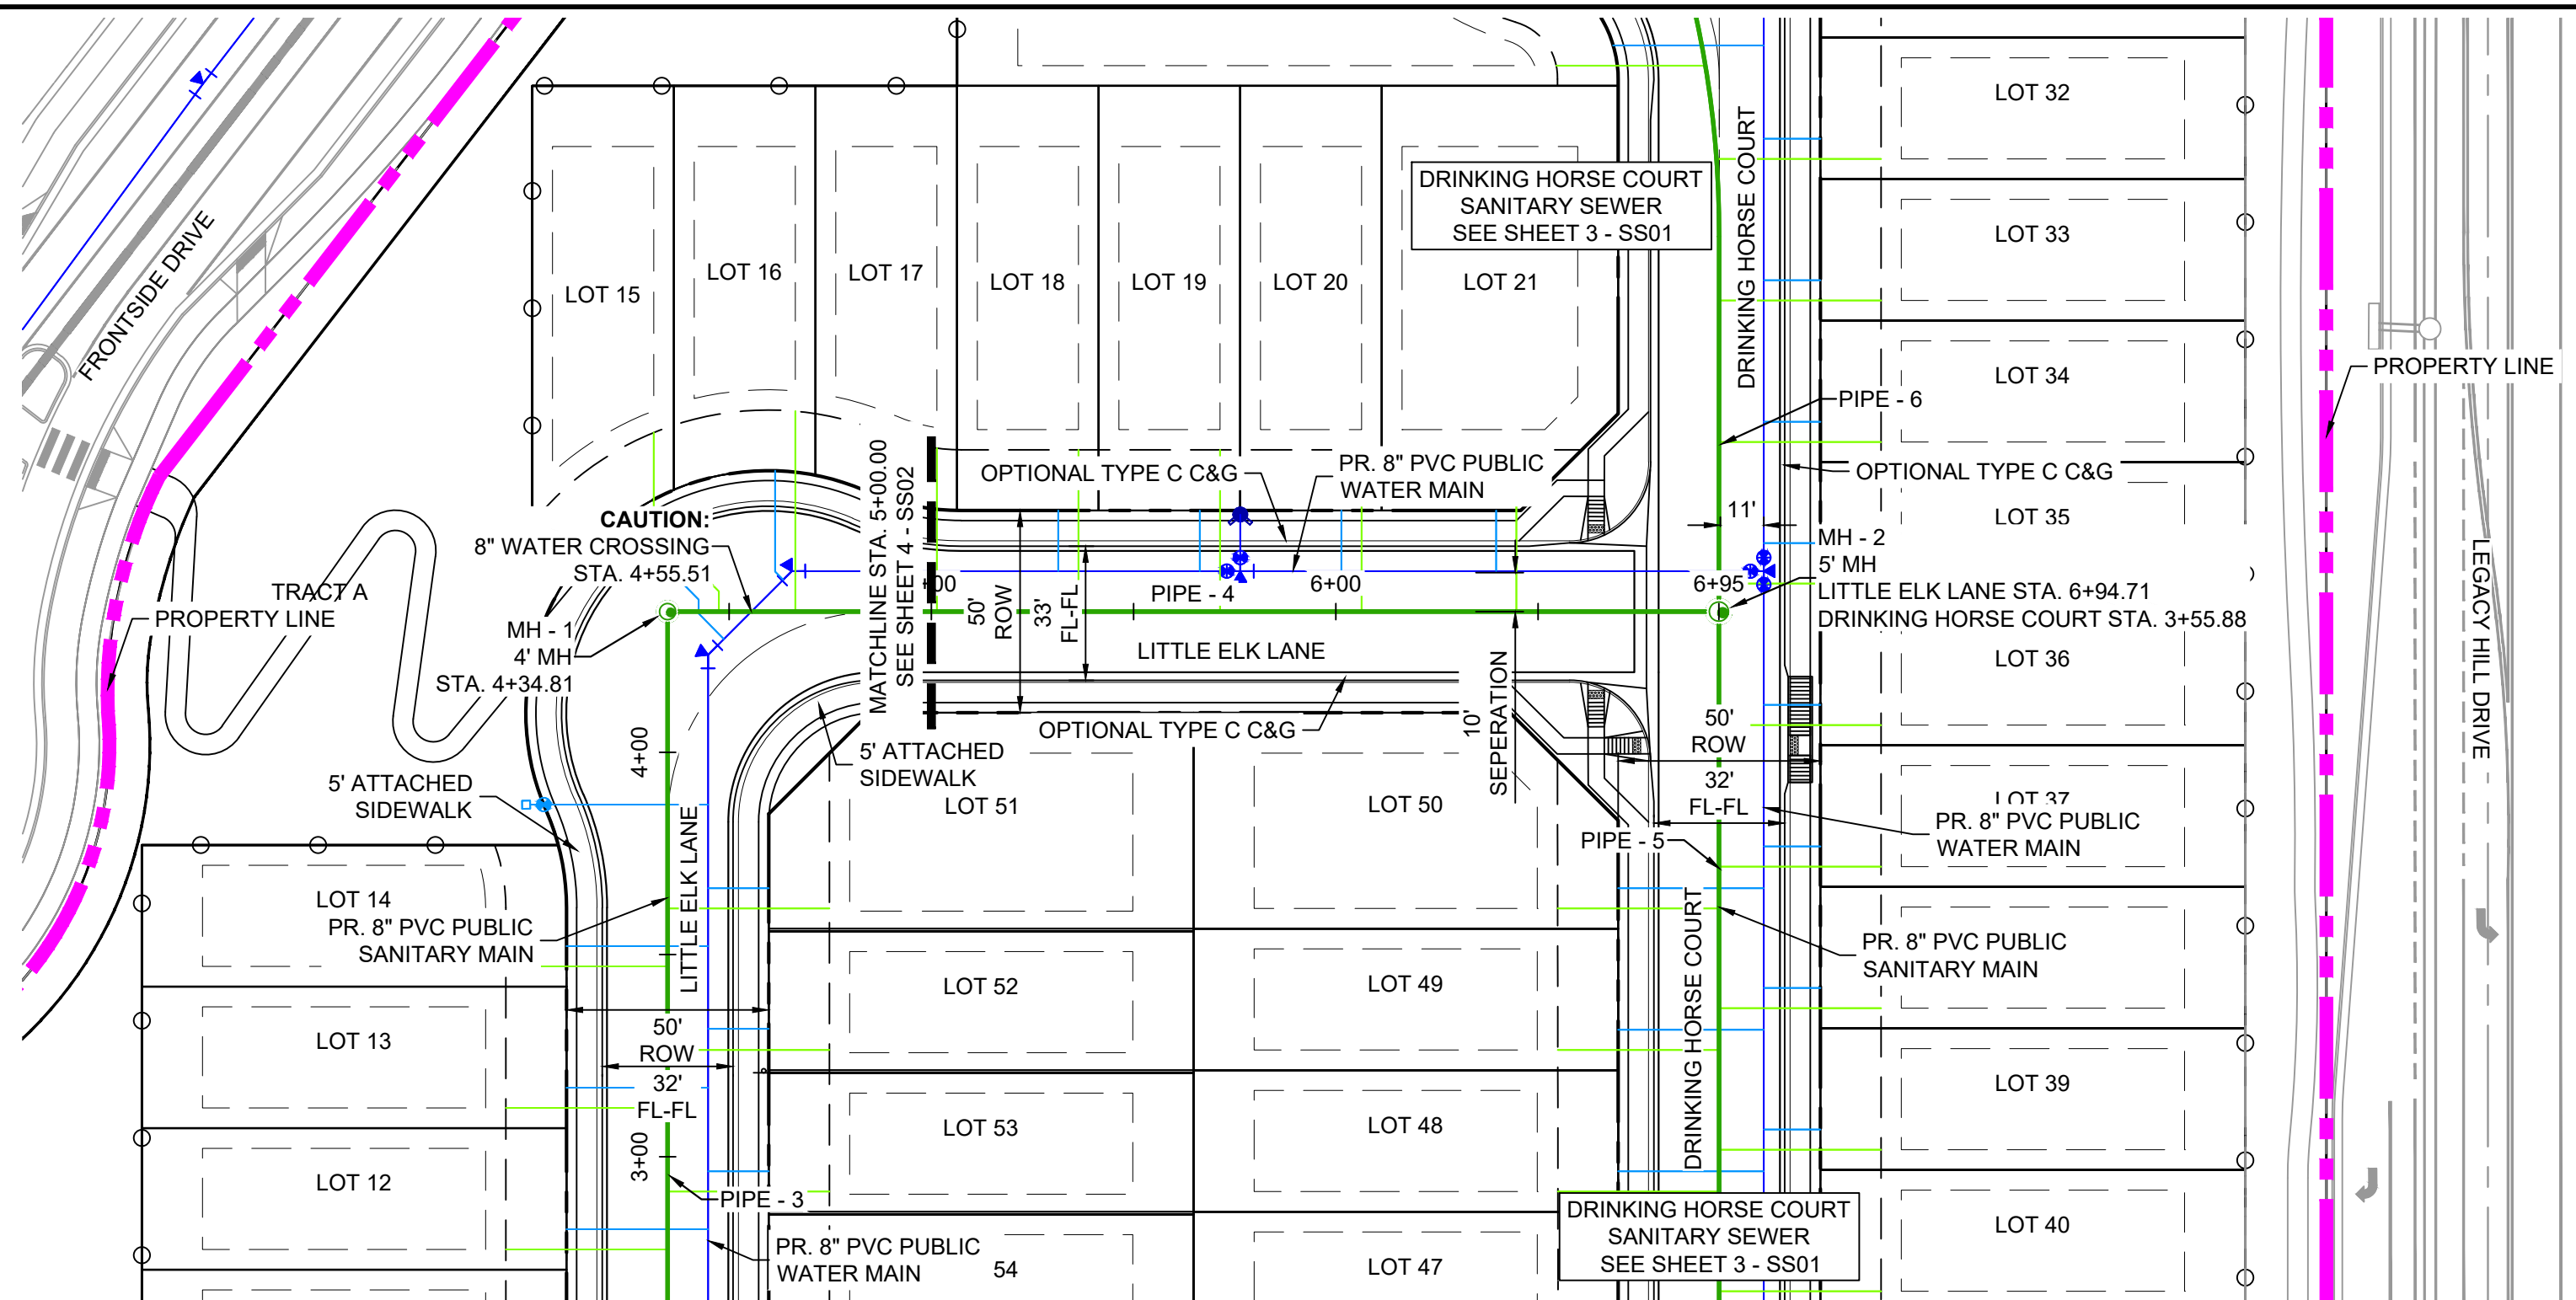 FRONTSIDE DRIVE
LOT 15
LOT 16
LOT 17
LOT 18
LOT 19
LOT 20
LOT 21
DRINKING HORSE COURT
SANITARY SEWER
SEE SHEET 3 - SS01
DRINKING HORSE COURT
LOT 32
LOT 33
LOT 34
PROPERTY LINE
PIPE - 6
OPTIONAL TYPE C C&G
LOT 35
11'
MH - 2
5' MH
LITTLE ELK LANE STA. 6+94.71
DRINKING HORSE COURT STA. 3+55.88
LOT 36
LEGACY HILL DRIVE
OPTIONAL TYPE C C&G
PR. 8" PVC PUBLIC
WATER MAIN
MATCHLINE STA. 5+00.00
SEE SHEET 4 - SS02
CAUTION:
8" WATER CROSSING
STA. 4+55.51
TRACT A
PROPERTY LINE
MH - 1
4' MH
STA. 4+34.81
00
50'
ROW
33'
FL-FL
PIPE - 4
6+00
6+95
LITTLE ELK LANE
10'
SEPERATION
OPTIONAL TYPE C C&G
5' ATTACHED
SIDEWALK
4+00
5' ATTACHED
SIDEWALK
LOT 51
LOT 50
50'
ROW
32'
FL-FL
LOT 37
PR. 8" PVC PUBLIC
WATER MAIN
PIPE - 5
LOT 14
PR. 8" PVC PUBLIC
SANITARY MAIN
LITTLE ELK LANE
LOT 52
LOT 49
DRINKING HORSE COURT
PR. 8" PVC PUBLIC
SANITARY MAIN
LOT 13
50'
ROW
32'
FL-FL
LOT 39
LOT 53
LOT 48
3+00
LOT 12
PIPE - 3
PR. 8" PVC PUBLIC
WATER MAIN
54
LOT 47
DRINKING HORSE COURT
SANITARY SEWER
SEE SHEET 3 - SS01
LOT 40